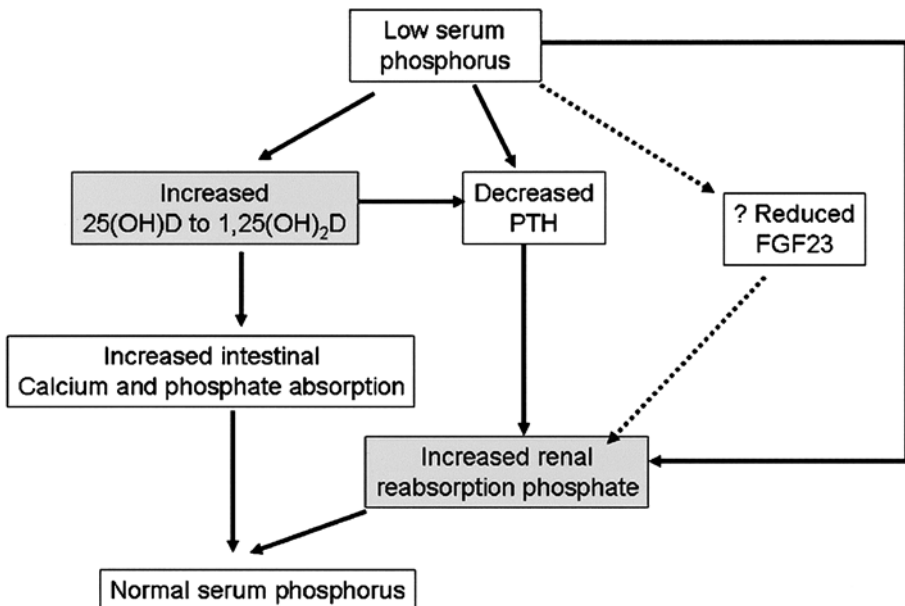 Low serum
phosphorus
Increased
25(OH)D to 1,25(OH)₂D
Decreased
PTH
? Reduced
FGF23
Increased intestinal
Calcium and phosphate absorption
Increased renal
reabsorption phosphate
Normal serum phosphorus